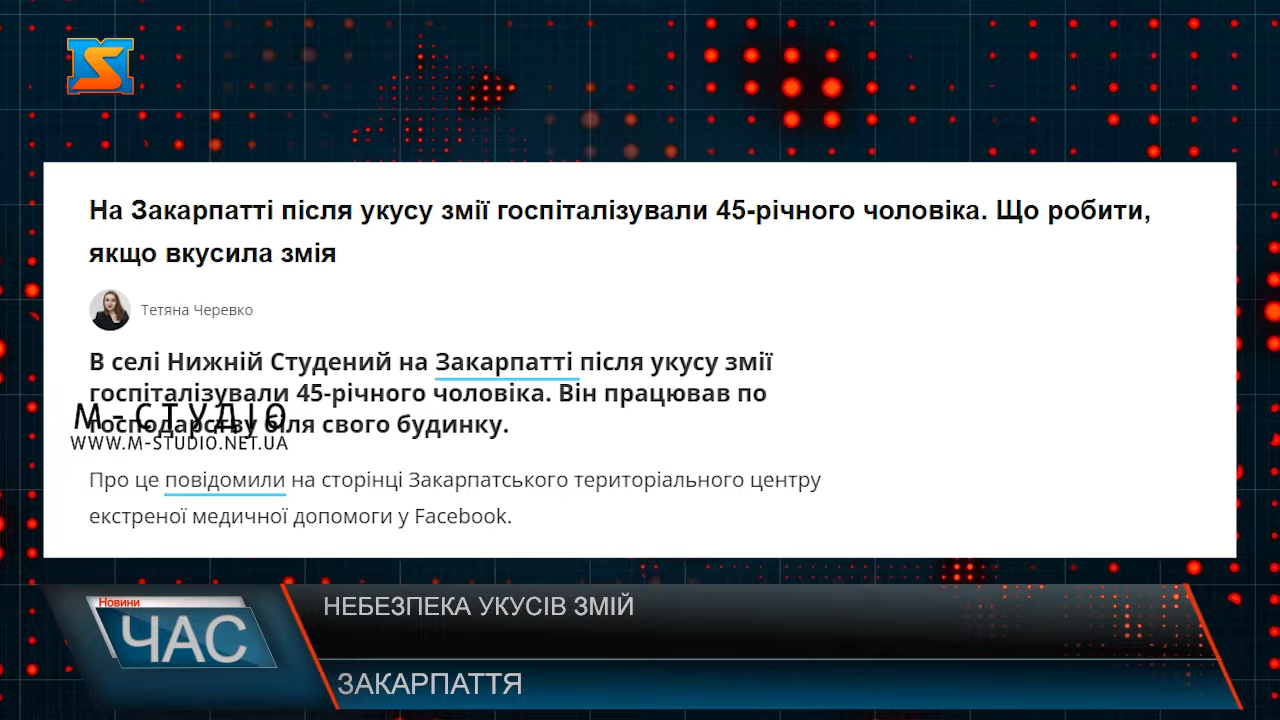 На Закарпатті після укусу змії госпіталізували 45-річного чоловіка. Що робити,
якщо вкусила змія
Тетяна Черевко
В селі Нижній Студений на Закарпатті після укусу змії
госпіталізували 45-річного чоловіка. Він працював по
господарству біля свого будинку.
М-СТУДІО
WWW.M-STUDIO.NET.UA
Про це повідомили на сторінці Закарпатського територіального центру
екстреної медичної допомоги у Facebook.
Новини
ЧАС
НЕБЕЗПЕКА УКУСІВ ЗМІЙ
ЗАКАРПАТТЯ